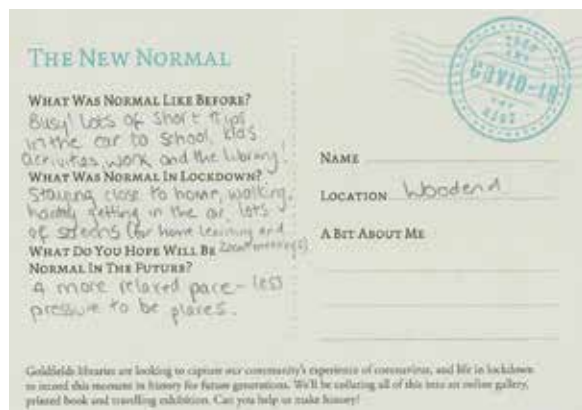 THE NEW NORMAL
WHAT WAS NORMAL LIKE BEFORE?
Busy! Lots of short trips
in the car to school, kids
activities, work and the library!
WHAT WAS NORMAL IN LOCKDOWN?
Staying close to home, walking,
hardly getting in the car, lots
of screens (for home learning and
Zoom meetings)
WHAT DO YOU HOPE WILL BE
NORMAL IN THE FUTURE?
A more relaxed pace - less
pressure to be places.
COVID-19
NAME
LOCATION Woodend
A BIT ABOUT ME
Goldfields libraries are looking to capture our community's experience of coronavirus, and life in lockdown
to record this moment in history for future generations. We'll be collating all of this into an online gallery,
printed book and travelling exhibition. Can you help us make history?